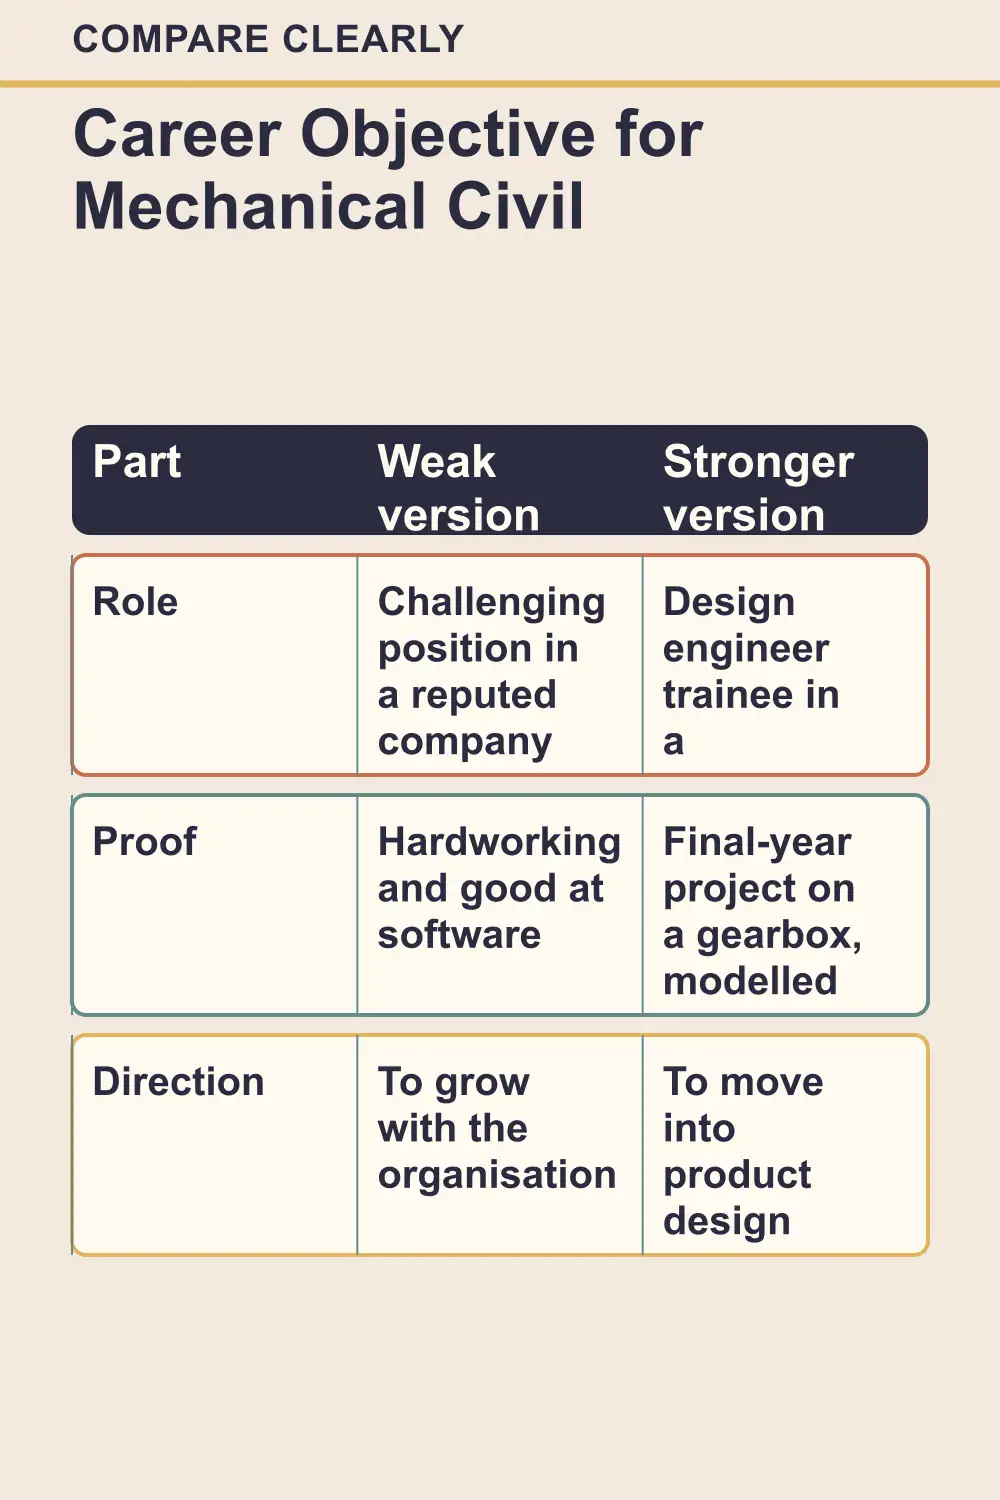 COMPARE CLEARLY
Career Objective for
Mechanical Civil
Part
Weak
version
Stronger
version
Role
Challenging
position in
a reputed
company
Design
engineer
trainee in
a
Proof
Hardworking
and good at
software
Final-year
project on
a gearbox,
modelled
Direction
To grow
with the
organisation
To move
into
product
design